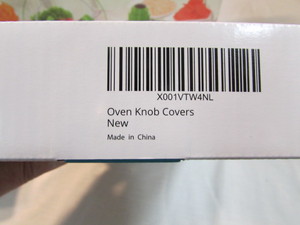 X001VTW4NL
Oven Knob Covers
New
Made in China